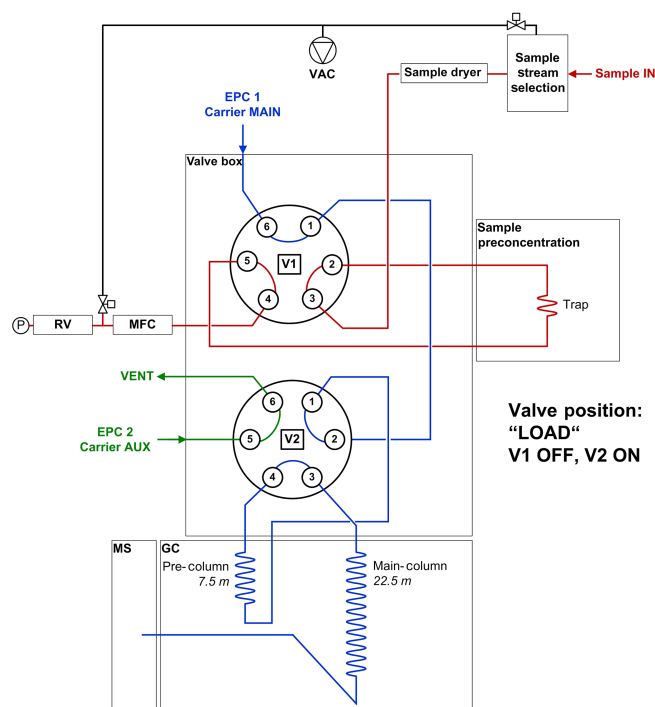 VAC
Sample dryer
Sample
stream
selection
Sample IN
EPC 1
Carrier MAIN
Valve box
6
1
5
V1
2
4
3
Sample
preconcentration
Trap
P
RV
MFC
VENT
EPC 2
Carrier AUX
6
1
5
V2
2
4
3
Valve position:
“LOAD“
V1 OFF, V2 ON
MS
GC
Pre-column
7.5 m
Main-column
22.5 m